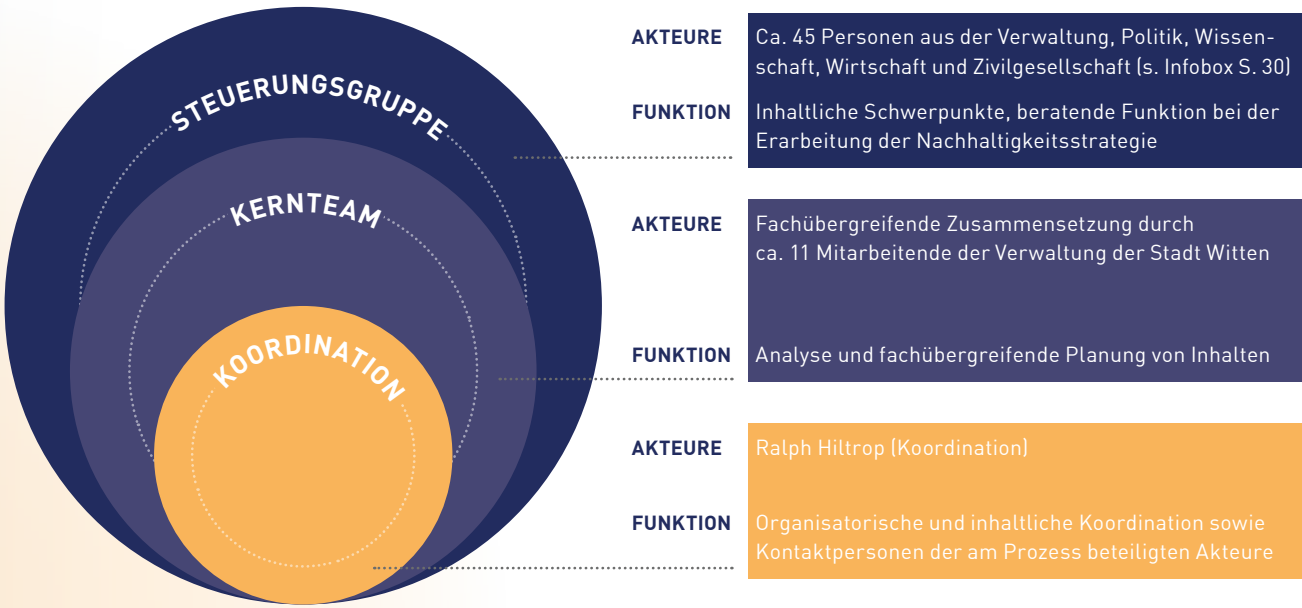 STEUERUNGSGRUPPE
KERNTEAM
KOORDINATION
AKTEURE
Ca. 45 Personen aus der Verwaltung, Politik, Wissen-
schaft, Wirtschaft und Zivilgesellschaft (s. Infobox S. 30)
FUNKTION
Inhaltliche Schwerpunkte, beratende Funktion bei der
Erarbeitung der Nachhaltigkeitsstrategie
AKTEURE
Fachübergreifende Zusammensetzung durch
ca. 11 Mitarbeitende der Verwaltung der Stadt Witten
FUNKTION
Analyse und fachübergreifende Planung von Inhalten
AKTEURE
Ralph Hiltrop (Koordination)
FUNKTION
Organisatorische und inhaltliche Koordination sowie
Kontaktpersonen der am Prozess beteiligten Akteure